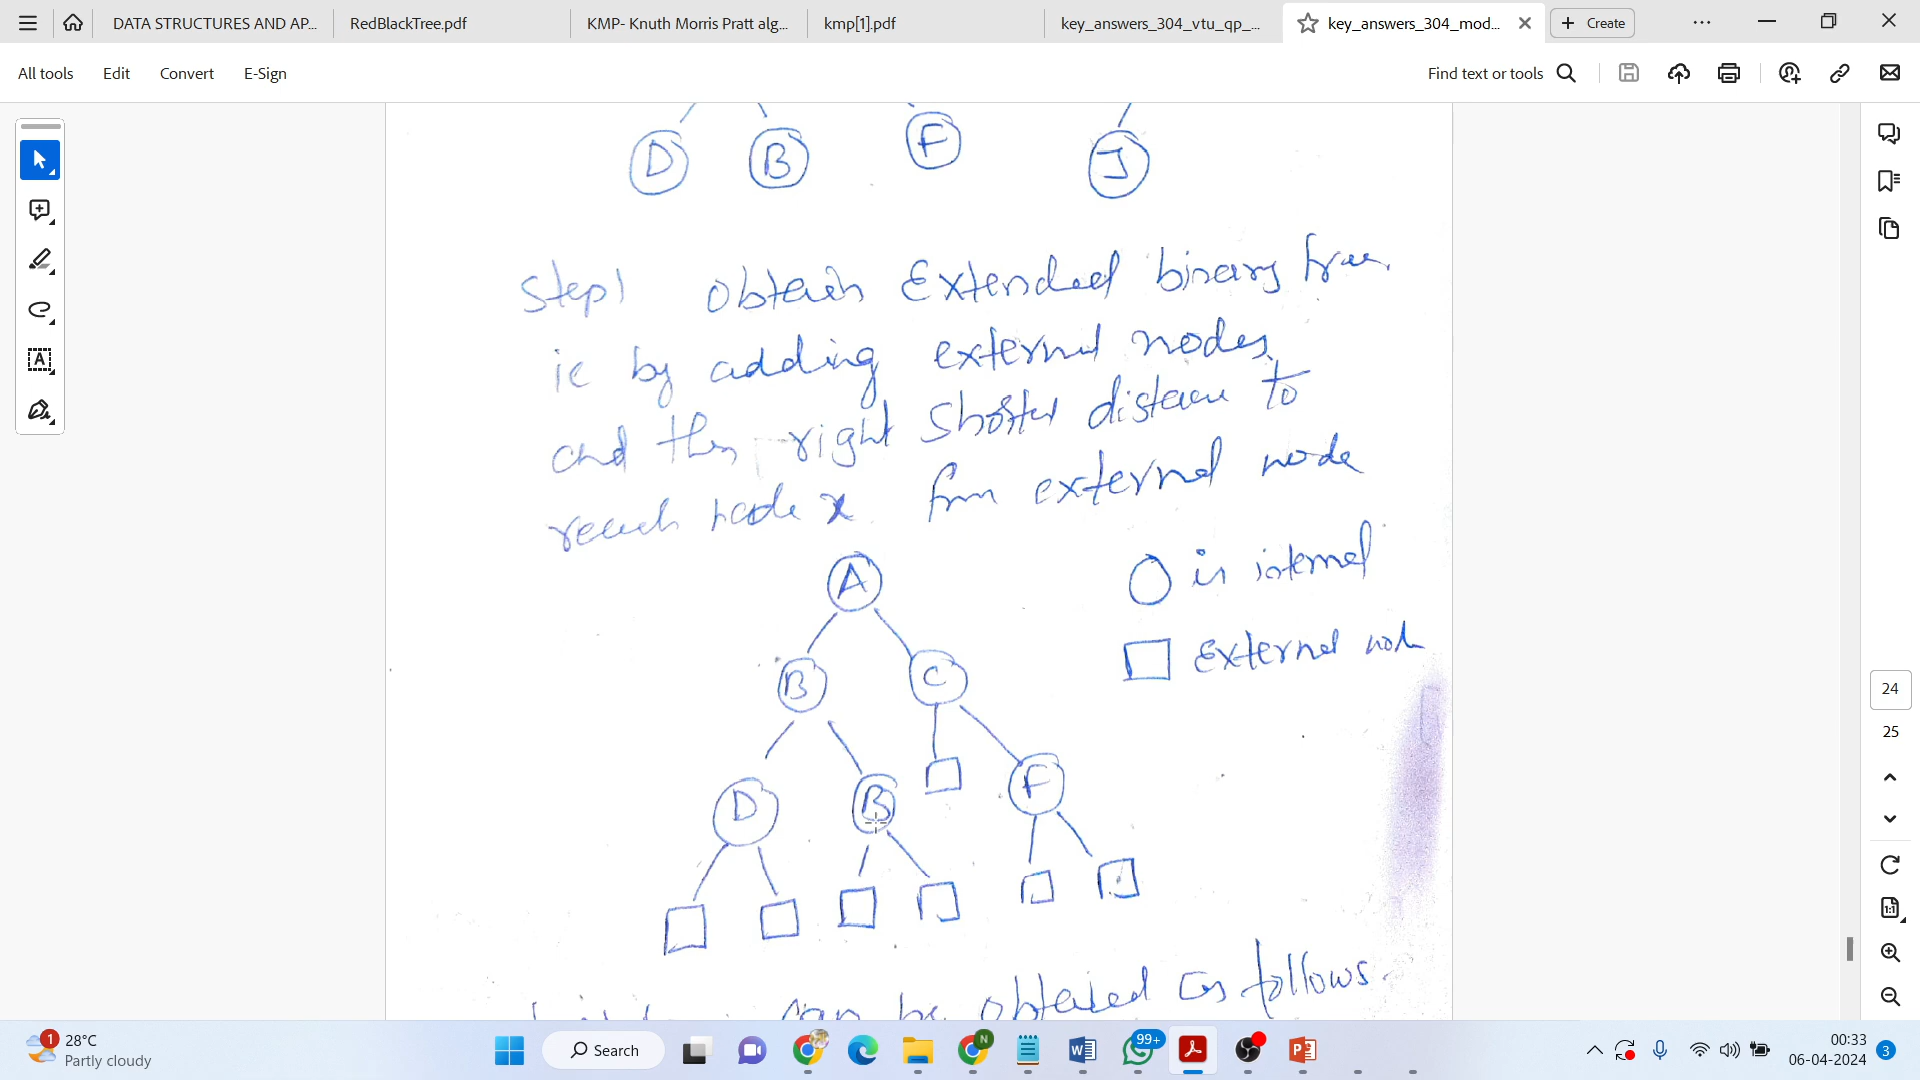 DATA STRUCTURES AND AP...
RedBlackTree.pdf
KMP- Knuth Morris Pratt alg...
kmp[1].pdf
key_answers_304_vtu_qp_...
key_answers_304_mod...
Create
All tools
Edit
Convert
E-Sign
Find text or tools
D
B
F
J
Step1 obtain Extended binary tree.
ie by adding external nodes
and then right shorter distance to
reach node x from external node
A
is internal
External node
B
C
D
B
F
24
25
can be obtained as follows.
1
28°C
Partly cloudy
Search
N
99+
00:33
06-04-2024
3